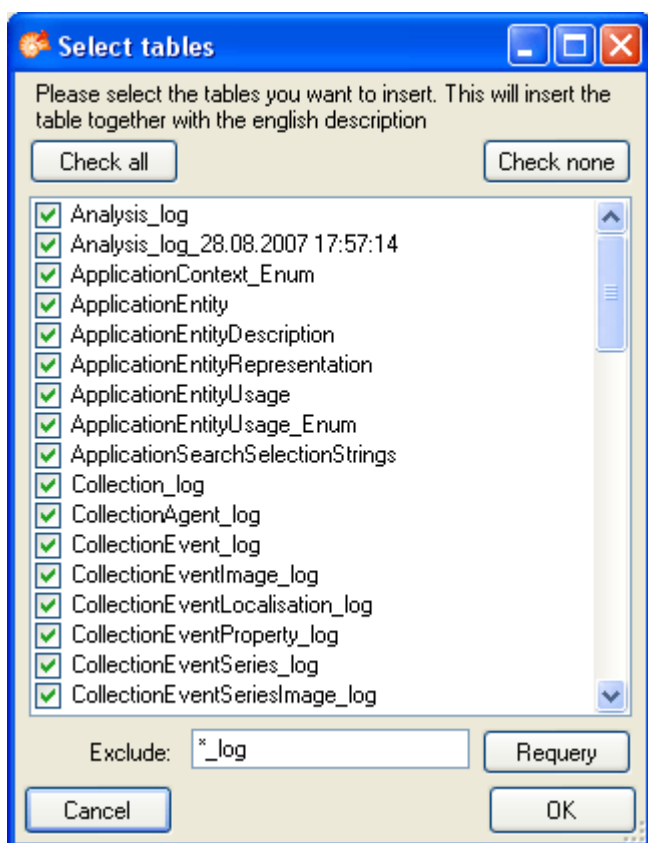 Select tables
Please select the tables you want to insert. This will insert the
table together with the english description
Check all
Check none
Analysis_log
Analysis_log_28.08.2007 17:57:14
ApplicationContext_Enum
ApplicationEntity
ApplicationEntityDescription
ApplicationEntityRepresentation
ApplicationEntityUsage
ApplicationEntityUsage_Enum
ApplicationSearchSelectionStrings
Collection_log
CollectionAgent_log
CollectionEvent_log
CollectionEventImage_log
CollectionEventLocalisation_log
CollectionEventProperty_log
CollectionEventSeries_log
CollectionEventSeriesImage_log
Exclude: *_log
Requery
Cancel
OK